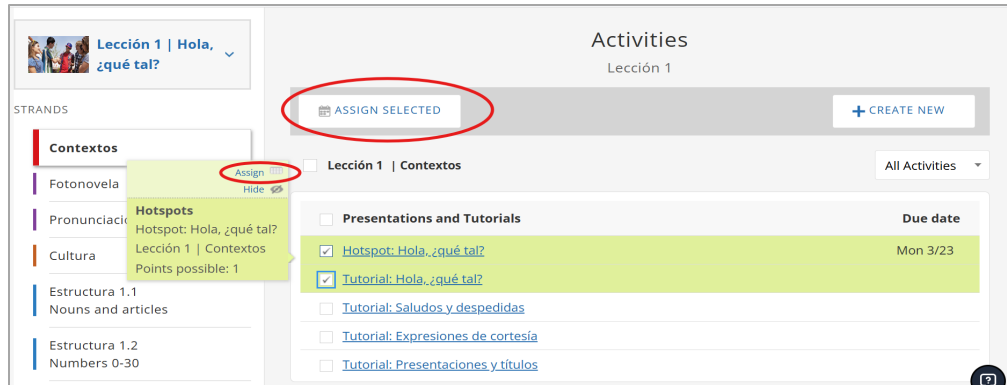 Lección 1 | Hola,
¿qué tal?
STRANDS
Contextos
Fotonovela
Cultura
Estructura 1.1
Nouns and articles
Estructura 1.2
Numbers 0-30
Assign
Hide
Hotspots
Hotspot: Hola, ¿qué tal?
Lección 1 | Contextos
Points possible: 1
Activities
Lección 1
ASSIGN SELECTED
CREATE NEW
Lección 1 | Contextos
All Activities
Presentations and Tutorials Due date
Hotspot: Hola, ¿qué tal? Mon 3/23
Tutorial: Hola, ¿qué tal?
Tutorial: Saludos y despedidas
Tutorial: Expresiones de cortesía
Tutorial: Presentaciones y títulos